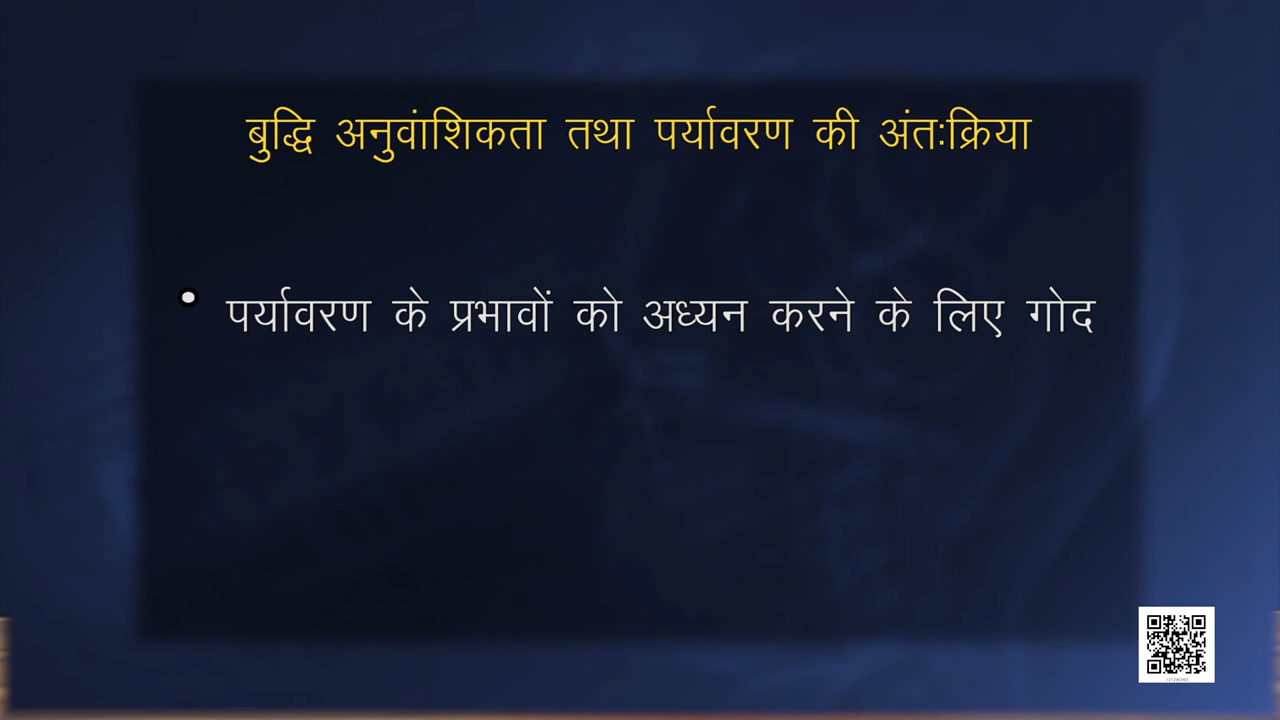 बुद्धि अनुवांशिकता तथा पर्यावरण की अंतःक्रिया
• पर्यावरण के प्रभावों को अध्यन करने के लिए गोद